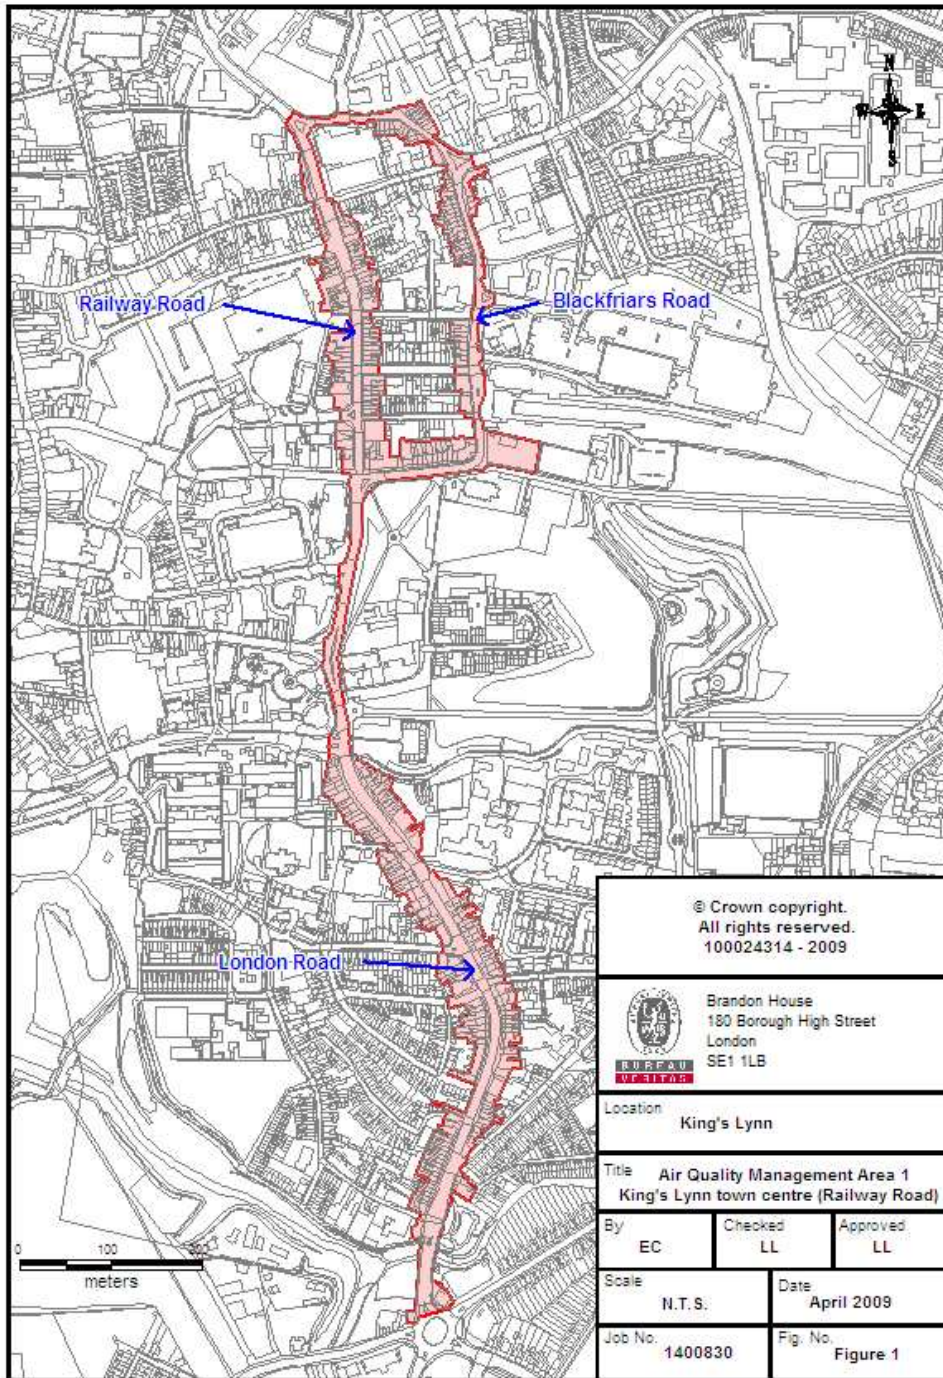 N
W E
S
Railway Road
Blackfriars Road
London Road
0 100 200
meters
© Crown copyright.
All rights reserved.
100024314 - 2009
BUREAU
VERITAS
Brandon House
180 Borough High Street
London
SE1 1LB
Location
King's Lynn
Title Air Quality Management Area 1
King's Lynn town centre (Railway Road)
By
EC
Checked
LL
Approved
LL
Scale
N.T.S.
Date
April 2009
Job No.
1400830
Fig. No.
Figure 1